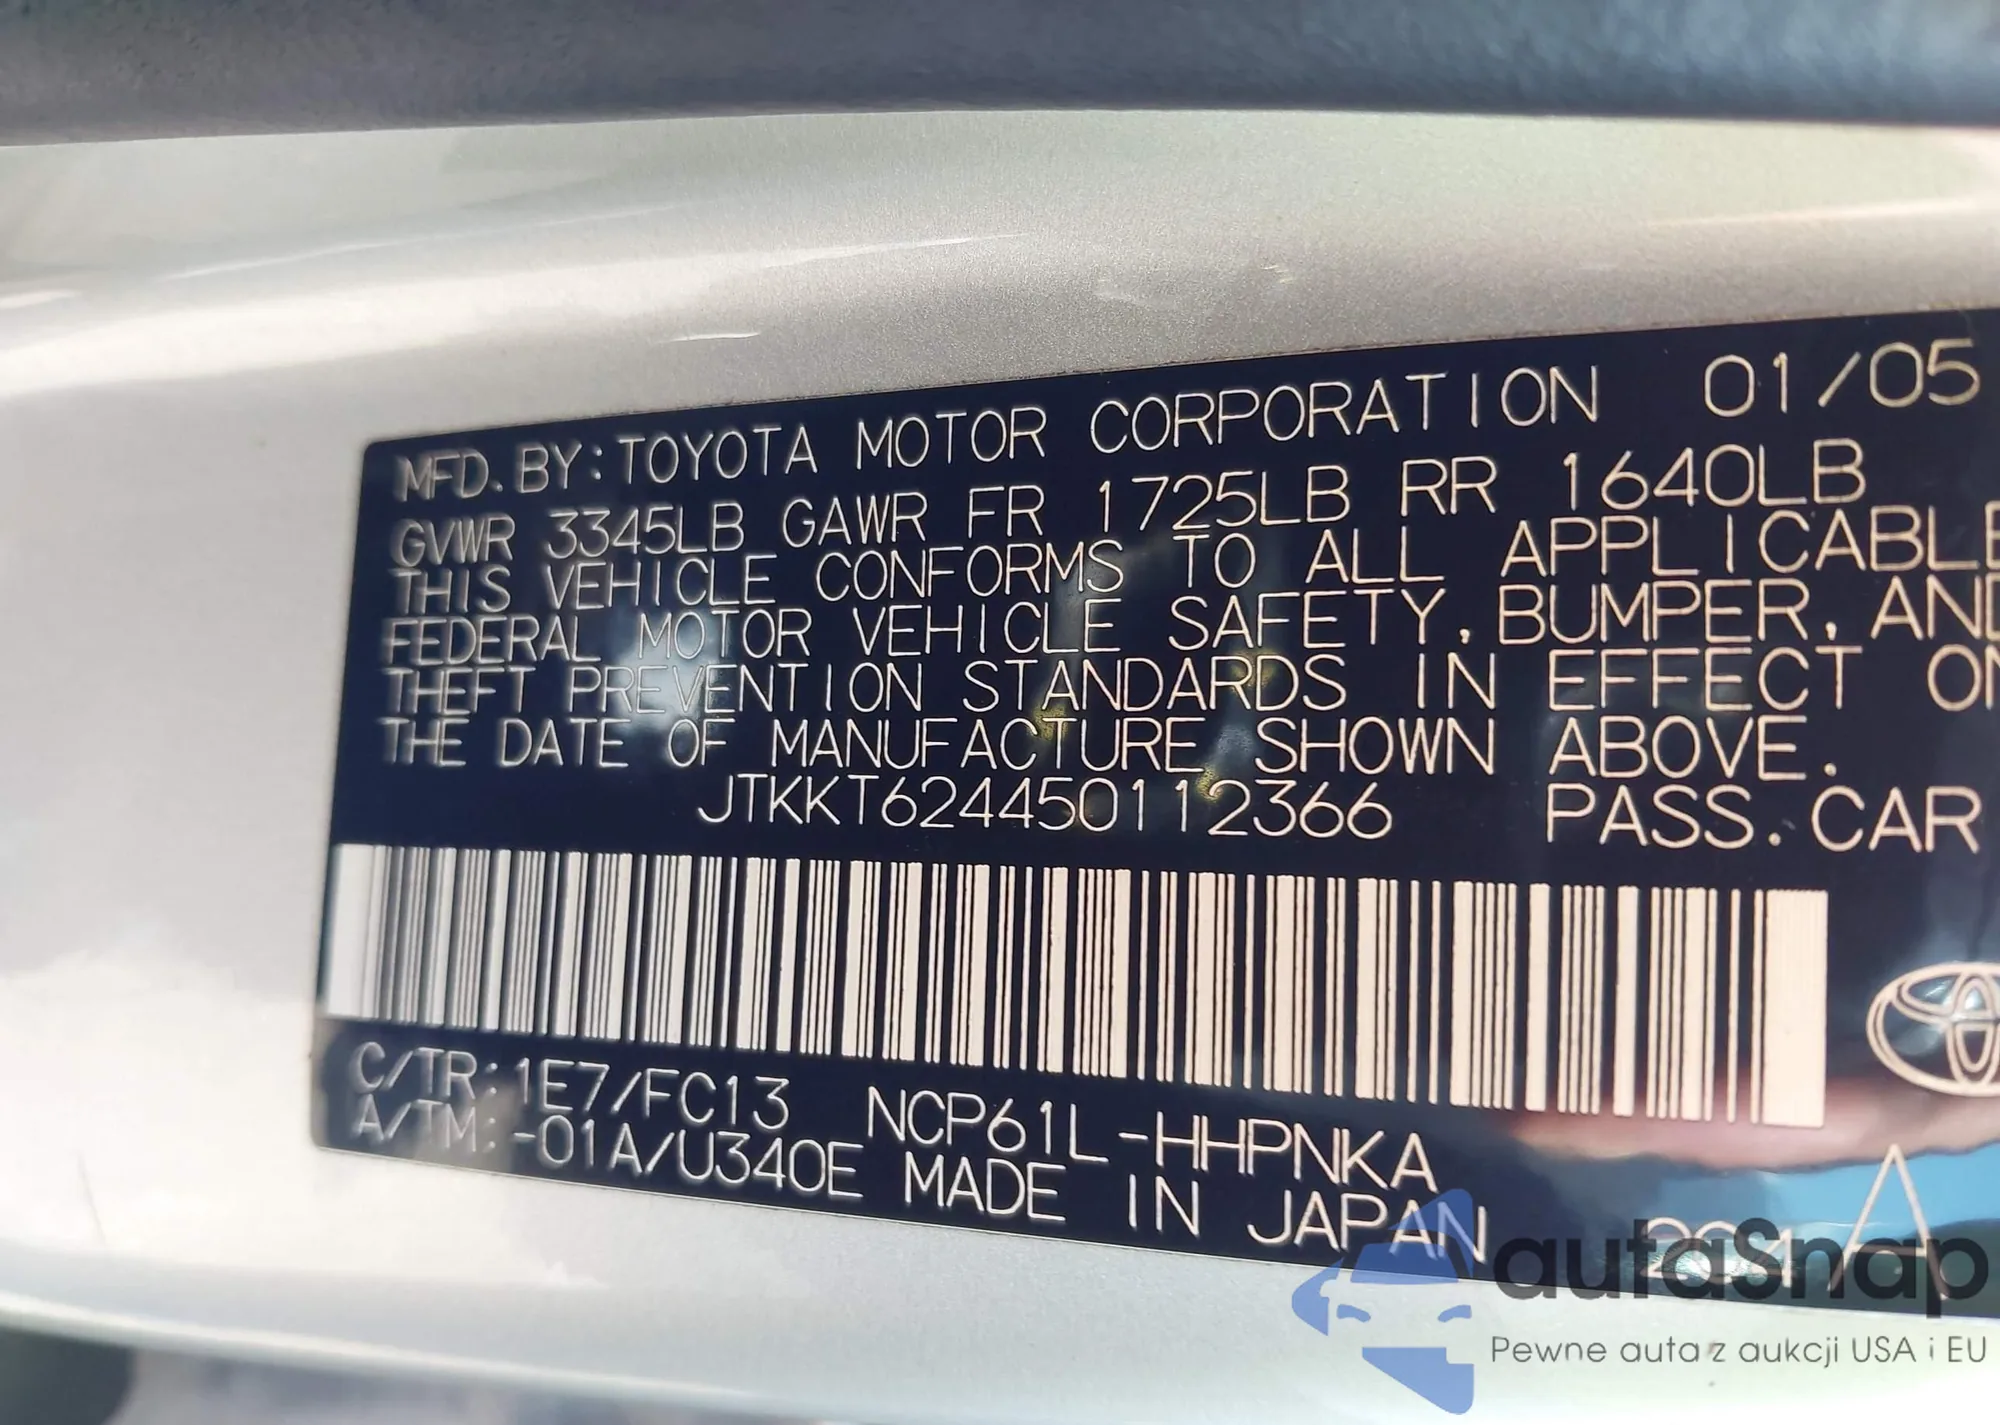 MFD. BY: TOYOTA MOTOR CORPORATION 01/05
GVWR 3345LB GAWR FR 1725LB RR 1640LB
THIS VEHICLE CONFORMS TO ALL APPLICABLE
FEDERAL MOTOR VEHICLE SAFETY, BUMPER, AND
THEFT PREVENTION STANDARDS IN EFFECT ON
THE DATE OF MANUFACTURE SHOWN ABOVE.
JTKKT624450112366 PASS. CAR
C/TR: 1E7/FC13 NCP61L-HHPNKA
A/TM: -01A/U340E MADE IN JAPAN
A
autoSnap
Pewne auta z aukcji USA i EU